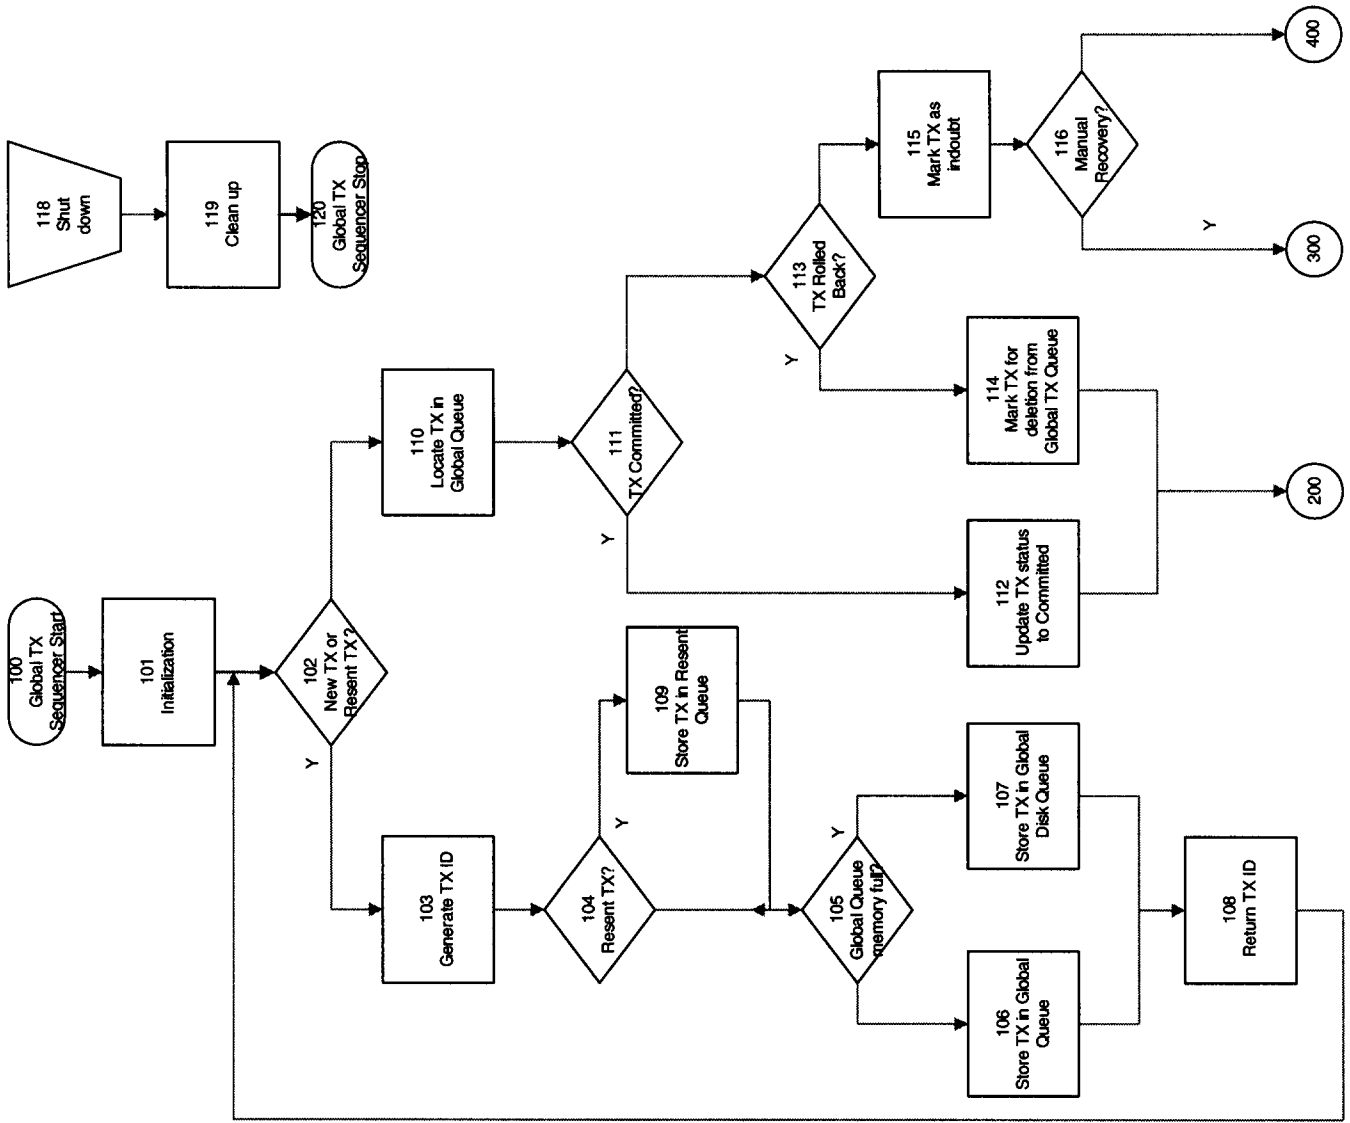 100
Global TX
Sequencer Start
101
Initialization
102
New TX or
Resent TX?
Y
103
Generate TX ID
104
Resent TX?
Y
109
Store TX in Resent
Queue
105
Global Queue
memory full?
Y
106
Store TX in Global
Queue
107
Store TX in Global
Disk Queue
108
Return TX ID
110
Locate TX in
Global Queue
111
TX Committed?
Y
112
Update TX status
to Committed
113
TX Rolled
Back?
Y
114
Mark TX for
deletion from
Global TX Queue
200
115
Mark TX as
indoubt
116
Manual
Recovery?
Y
300
400
118
Shut
down
119
Clean up
120
Global TX
Sequencer Stop